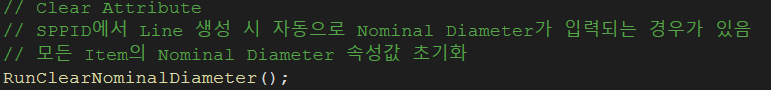 // Clear Attribute
// SPPID에서 Line 생성 시 자동으로 Nominal Diameter가 입력되는 경우가 있음
// 모든 Item의 Nominal Diameter 속성값 초기화
RunClearNominalDiameter();